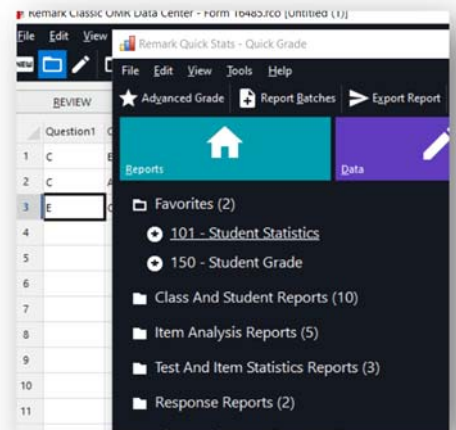 Remark Classic OMR Data Center - Form 16485.rco [Untitled (1)]
File Edit View
Remark Quick Stats - Quick Grade
File Edit View Tools Help
NEW
Advanced Grade Report Batches Export Report
REVIEW
Reports
Data
Question1
1 C
2 C
3 E
4
5
6
7
8
9
10
11
Favorites (2)
101 - Student Statistics
150 - Student Grade
Class And Student Reports (10)
Item Analysis Reports (5)
Test And Item Statistics Reports (3)
Response Reports (2)